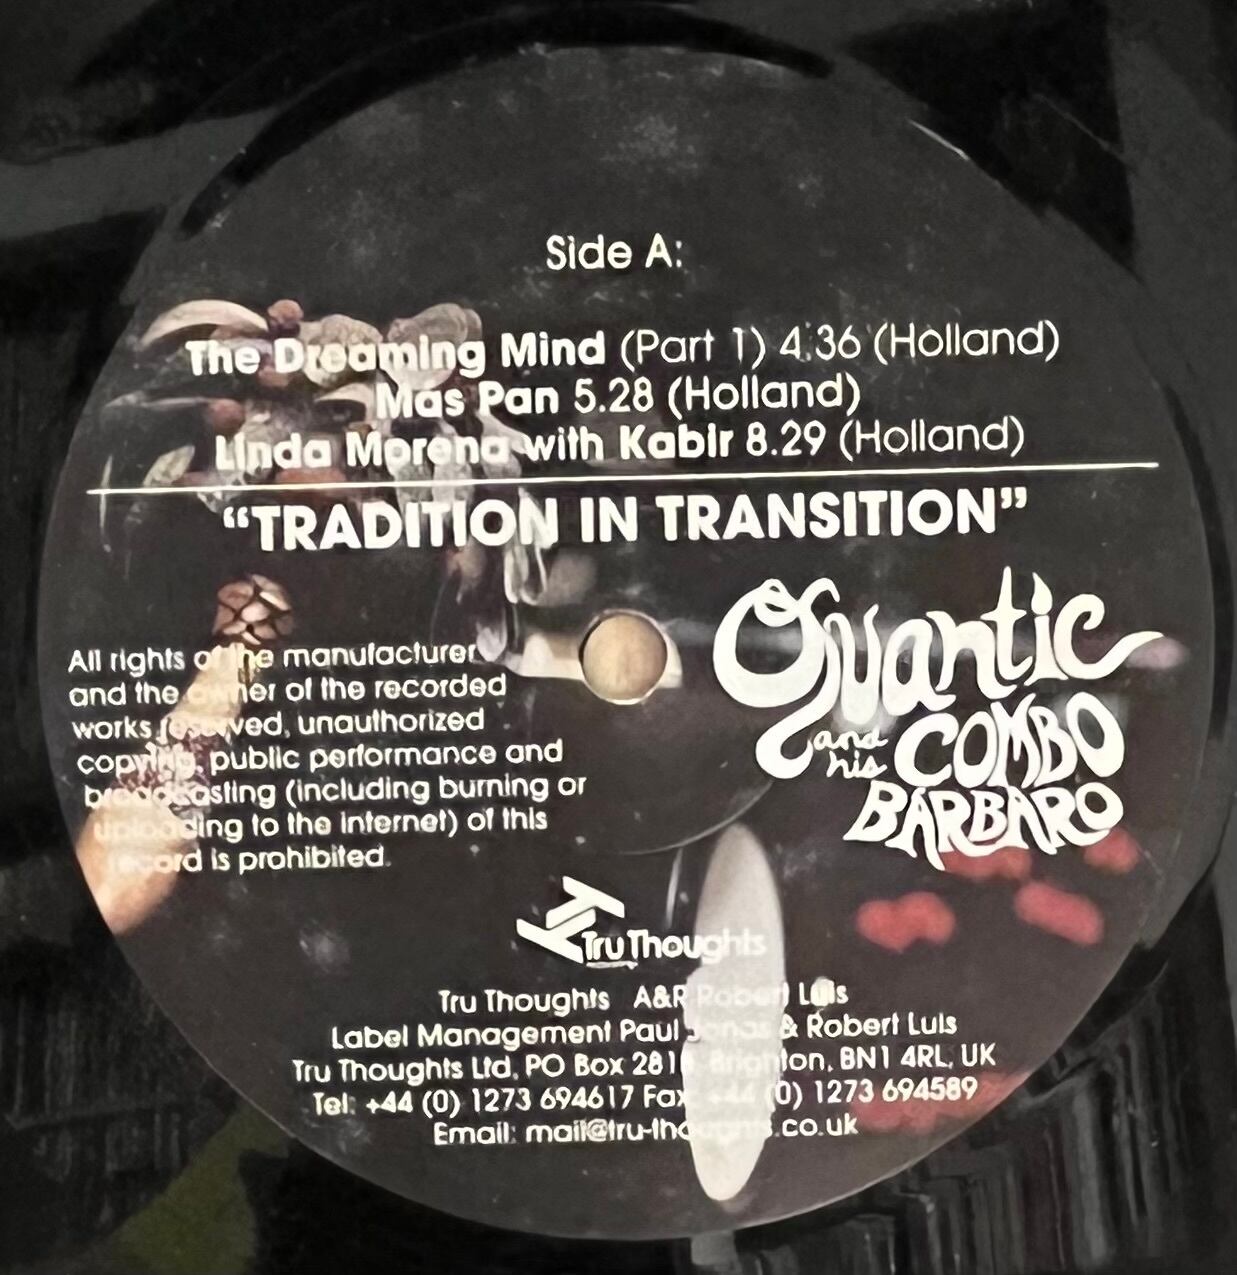 Side A:
The Dreaming Mind (Part 1) 4.36 (Holland)
Mas Pan 5.28 (Holland)
Linda Morena with Kabir 8.29 (Holland)
“TRADITION IN TRANSITION”
Quantic
and his COMBO
BARBARO
All rights of the manufacturer
and the owner of the recorded
works reserved, unauthorized
copying, public performance and
broadcasting (including burning or
uploading to the internet) of this
record is prohibited.
Tru Thoughts
Tru Thoughts A&R Robert Luis
Label Management Paul Jonas & Robert Luis
Tru Thoughts Ltd, PO Box 2818, Brighton, BN1 4RL, UK
Tel: +44 (0) 1273 694617 Fax: +44 (0) 1273 694589
Email: mail@tru-thoughts.co.uk